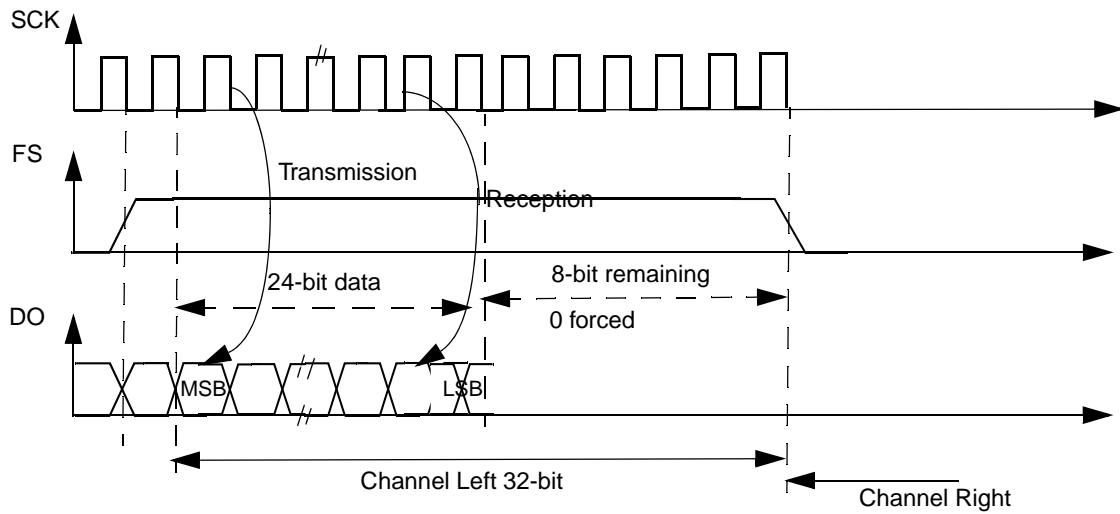 SCK
FS
Transmission
Reception
24-bit data
8-bit remaining
0 forced
DO
MSB
LSB
Channel Left 32-bit
Channel Right